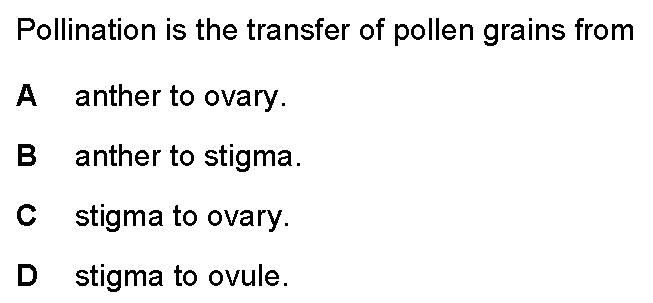 Pollination is the transfer of pollen grains from
A anther to ovary.
B anther to stigma.
C stigma to ovary.
D stigma to ovule.